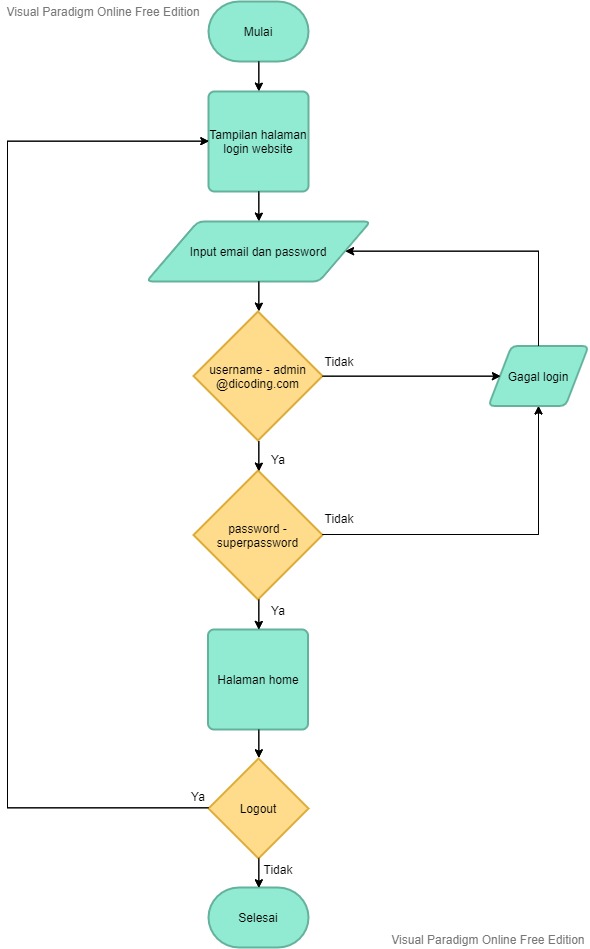 Visual Paradigm Online Free Edition
Mulai
Tampilan halaman
login website
Input email dan password
username - admin
@dicoding.com
Tidak
Gagal login
Ya
password -
superpassword
Tidak
Ya
Halaman home
Logout
Ya
Tidak
Selesai
Visual Paradigm Online Free Edition